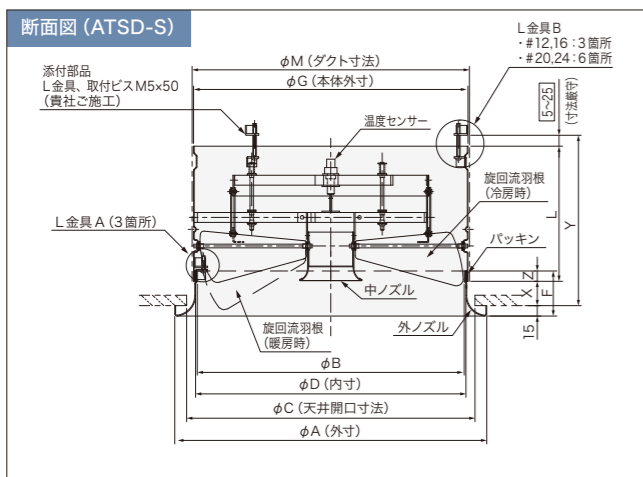 断面図(ATSD-S)
L金具B
・#12,16:3箇所
・#20,24:6箇所
φM(ダクト寸法)
φG(本体外寸)
添付部品
L金具、取付ビスM5×50
(貴社ご施工)
温度センサー
5~25
(寸法厳守)
旋回流羽根
(冷房時)
L
Y
L金具A(3箇所)
パッキン
Z
X
F
中ノズル
15
旋回流羽根
(暖房時)
外ノズル
φB
φD(内寸)
φC(天井開口寸法)
φA(外寸)